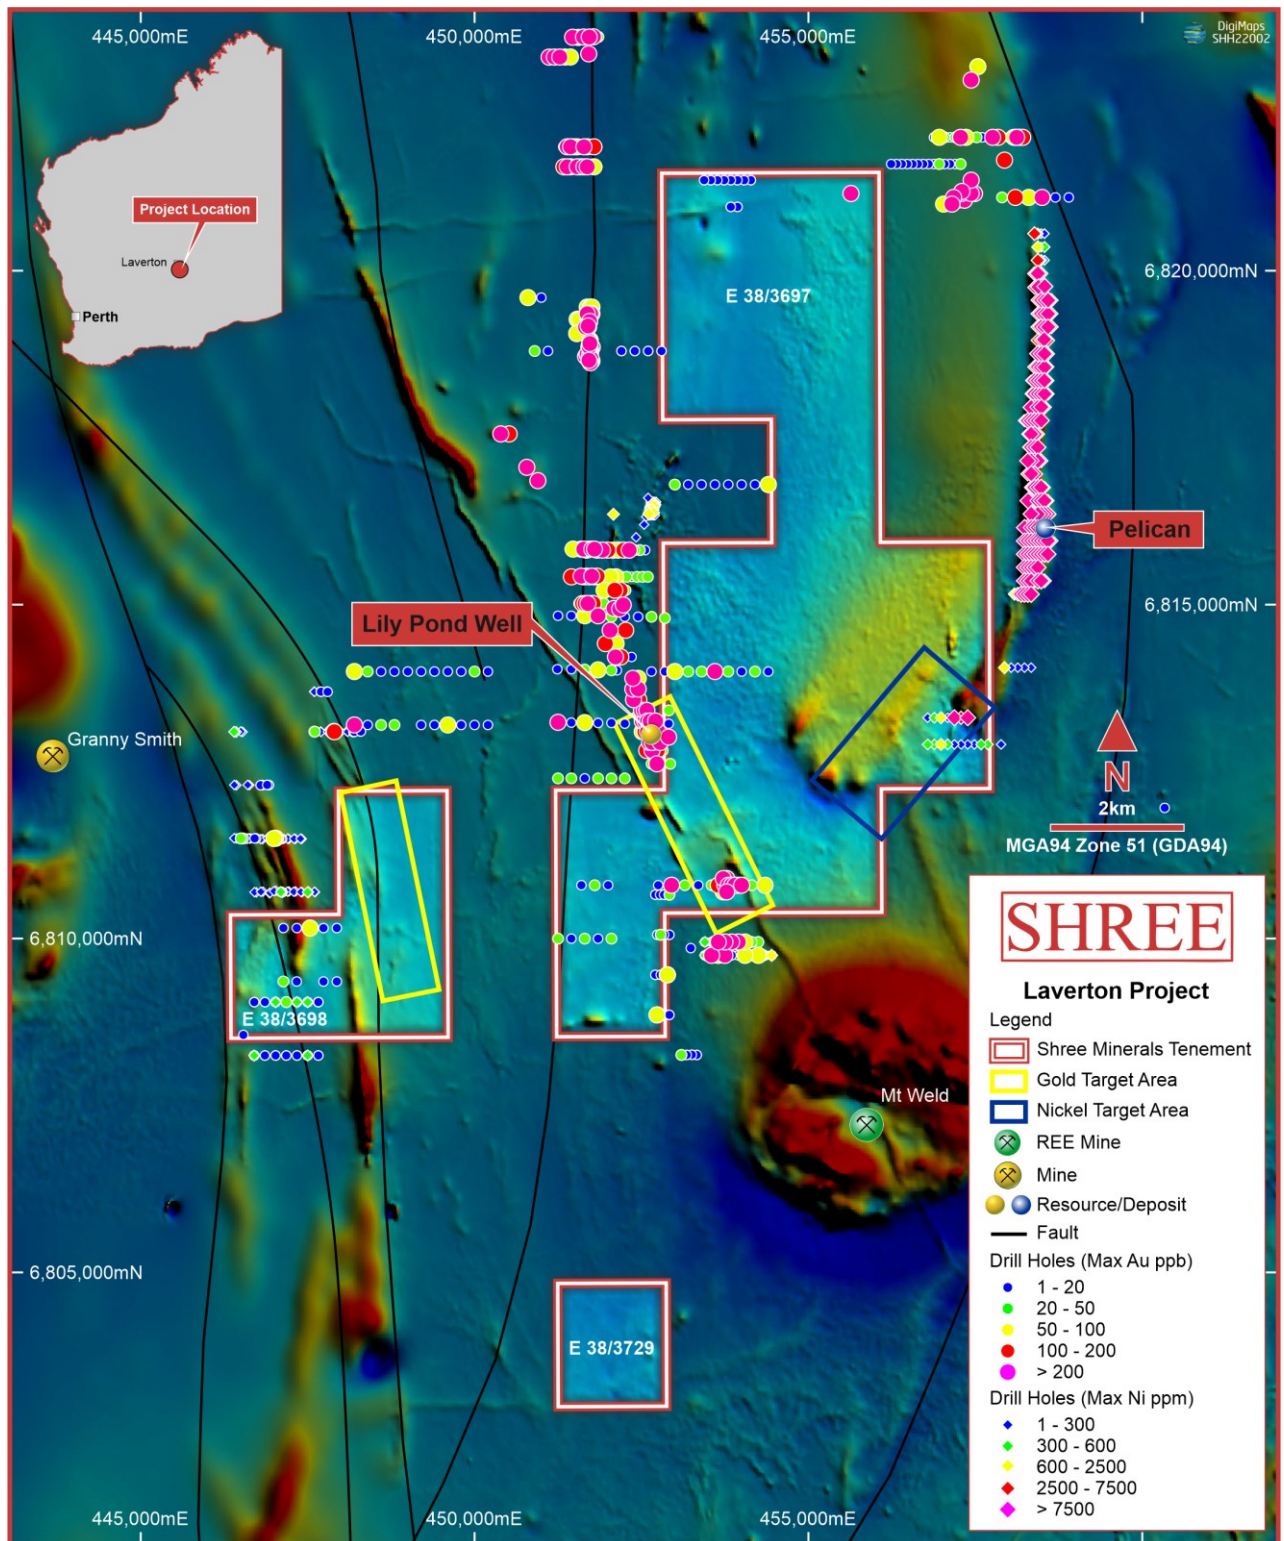 445,000mE
450,000mE
455,000mE
DigiMaps
SHH22002
Project Location
Laverton
Perth
E 38/3697
6,820,000mN
Pelican
Lily Pond Well
6,815,000mN
Granny Smith
N
2km
MGA94 Zone 51 (GDA94)
6,810,000mN
E 38/3698
Mt Weld
6,805,000mN
E 38/3729
445,000mE
450,000mE
455,000mE
SHREE
Laverton Project
Legend
Shree Minerals Tenement
Gold Target Area
Nickel Target Area
REE Mine
Mine
Resource/Deposit
Fault
Drill Holes (Max Au ppb)
1 - 20
20 - 50
50 - 100
100 - 200
> 200
Drill Holes (Max Ni ppm)
1 - 300
300 - 600
600 - 2500
2500 - 7500
> 7500